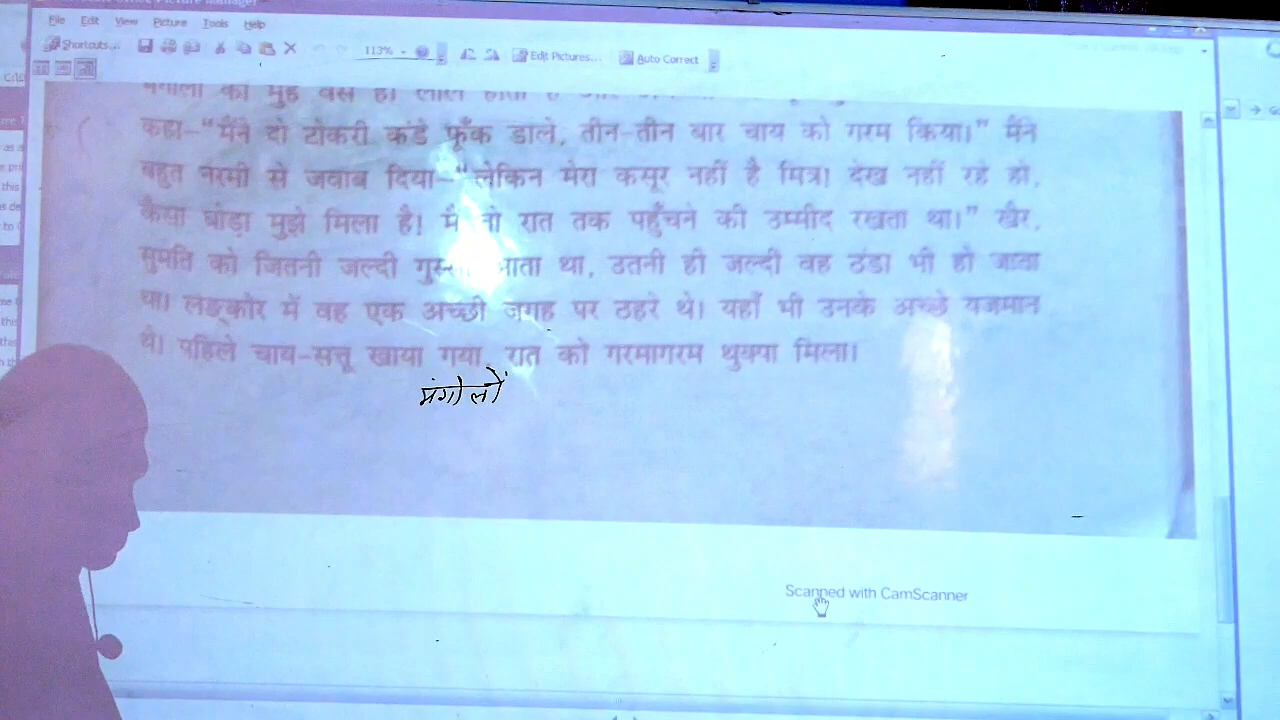 File Edit View Picture Tools Help
Shortcuts... 113% Edit Pictures... Auto Correct
मंगोलों का मुँह वैसे ही लाल होता है और
कहा-"मैंने दो टोकरी कंडे फूँक डाले, तीन-तीन बार चाय को गरम किया।" मैंने
बहुत नरमी से जवाब दिया-"लेकिन मेरा कसूर नहीं है मित्र! देख नहीं रहे हो,
कैसा घोड़ा मुझे मिला है! मैं तो रात तक पहुँचने की उम्मीद रखता था।" खैर,
सुमति को जितनी जल्दी गुस्सा आता था, उतनी ही जल्दी वह ठंडा भी हो जाता
था। लङ्कोर में वह एक अच्छी जगह पर ठहरे थे। यहाँ भी उनके अच्छे यजमान
थे। पहिले चाय-सत्तू खाया गया, रात को गरमागरम थुक्पा मिला।
मंगोलों
Scanned with CamScanner